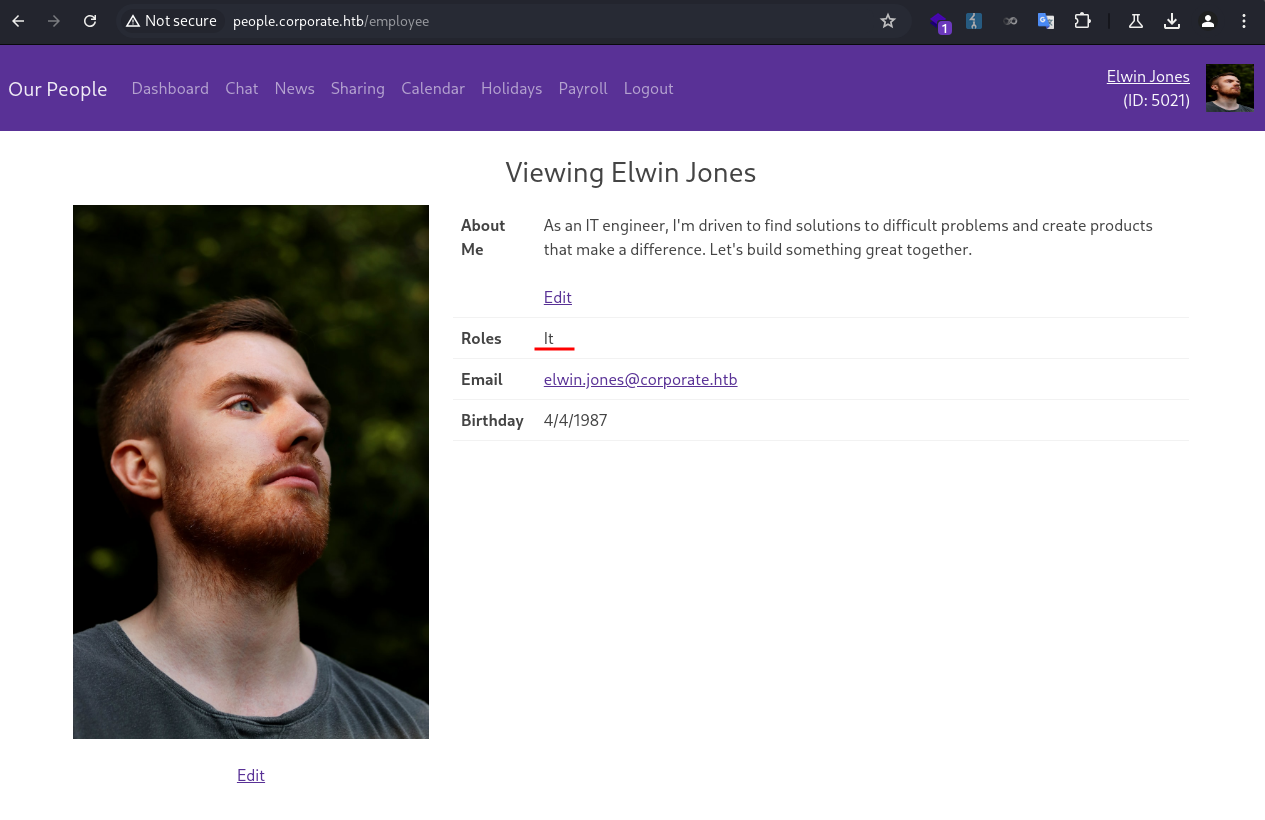 Not secure people.corporate.htb/employee
1
Our People Dashboard Chat News Sharing Calendar Holidays Payroll Logout
Elwin Jones
(ID: 5021)
Viewing Elwin Jones
About Me
As an IT engineer, I'm driven to find solutions to difficult problems and create products
that make a difference. Let's build something great together.
Edit
Roles It
Email elwin.jones@corporate.htb
Birthday 4/4/1987
Edit